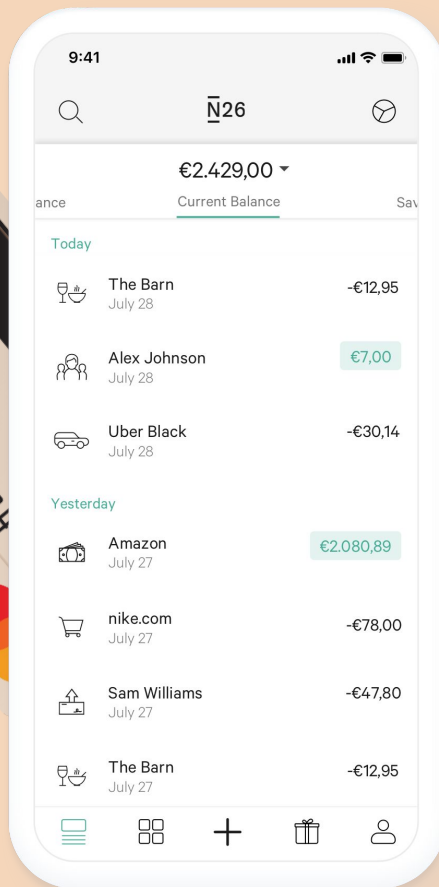 9:41
N26
€2.429,00
ance
Current Balance
Sav
Today
The Barn
-€12,95
July 28
Alex Johnson
€7,00
July 28
Uber Black
-€30,14
July 28
Yesterday
Amazon
€2.080,89
July 27
nike.com
-€78,00
July 27
Sam Williams
-€47,80
July 27
The Barn
-€12,95
July 27